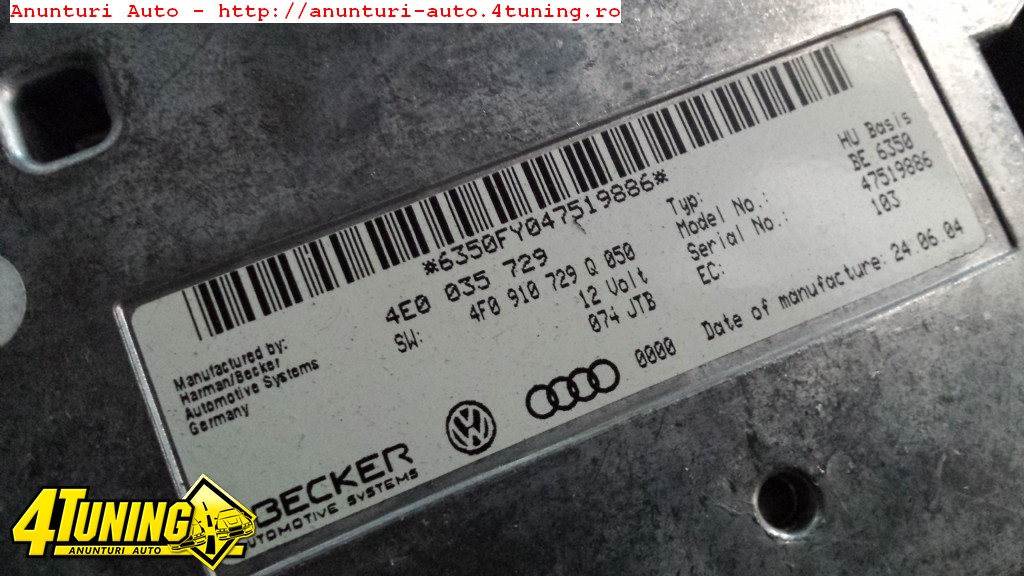 Anunturi Auto - http://anunturi-auto.4tuning.ro
*6350FY047519886*
4E0 035 729
SW: 4F0 910 729 Q 050
12 Volt
074 JTB
Typ: HU Basis
Model No.: BE 6350
Serial No.: 47519886
EC: 103
Manufactured by:
Harman/Becker
Automotive Systems
Germany
0000
Date of manufacture: 24.06.04
BECKER
AUTOMOTIVE SYSTEMS
4TUNING
ANUNTURI AUTO